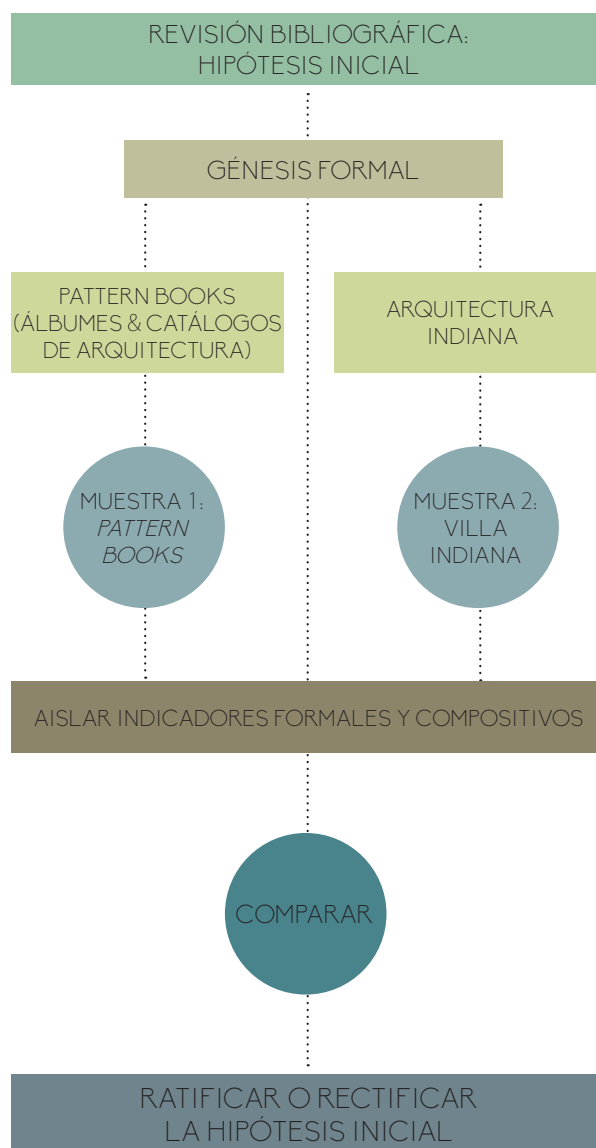 REVISIÓN BIBLIOGRÁFICA:
HIPÓTESIS INICIAL
GÉNESIS FORMAL
PATTERN BOOKS
(ÁLBUMES & CATÁLOGOS
DE ARQUITECTURA)
ARQUITECTURA
INDIANA
MUESTRA 1:
PATTERN
BOOKS
MUESTRA 2:
VILLA
INDIANA
AISLAR INDICADORES FORMALES Y COMPOSITIVOS
COMPARAR
RATIFICAR O RECTIFICAR
LA HIPÓTESIS INICIAL